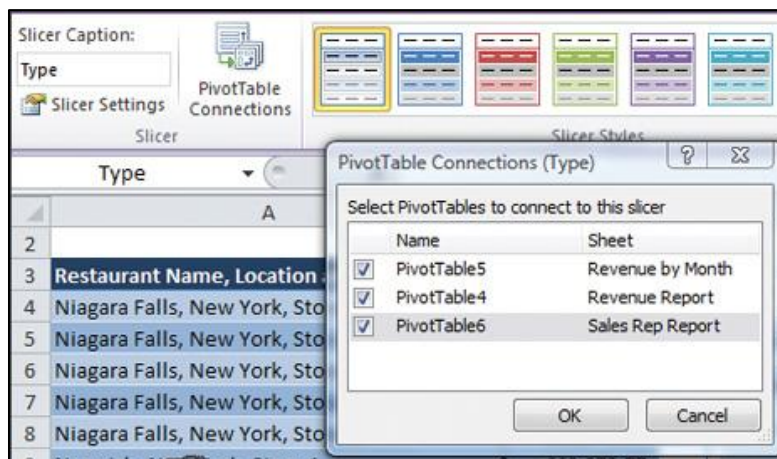 Slicer Caption:
Type
Slicer Settings
PivotTable
Connections
Slicer
Slicer Styles
Type
PivotTable Connections (Type)
Select PivotTables to connect to this slicer
Name Sheet
PivotTable5 Revenue by Month
PivotTable4 Revenue Report
PivotTable6 Sales Rep Report
OK Cancel
A
2
3 Restaurant Name, Location
4 Niagara Falls, New York, Sto
5 Niagara Falls, New York, Sto
6 Niagara Falls, New York, Sto
7 Niagara Falls, New York, Sto
8 Niagara Falls, New York, Sto